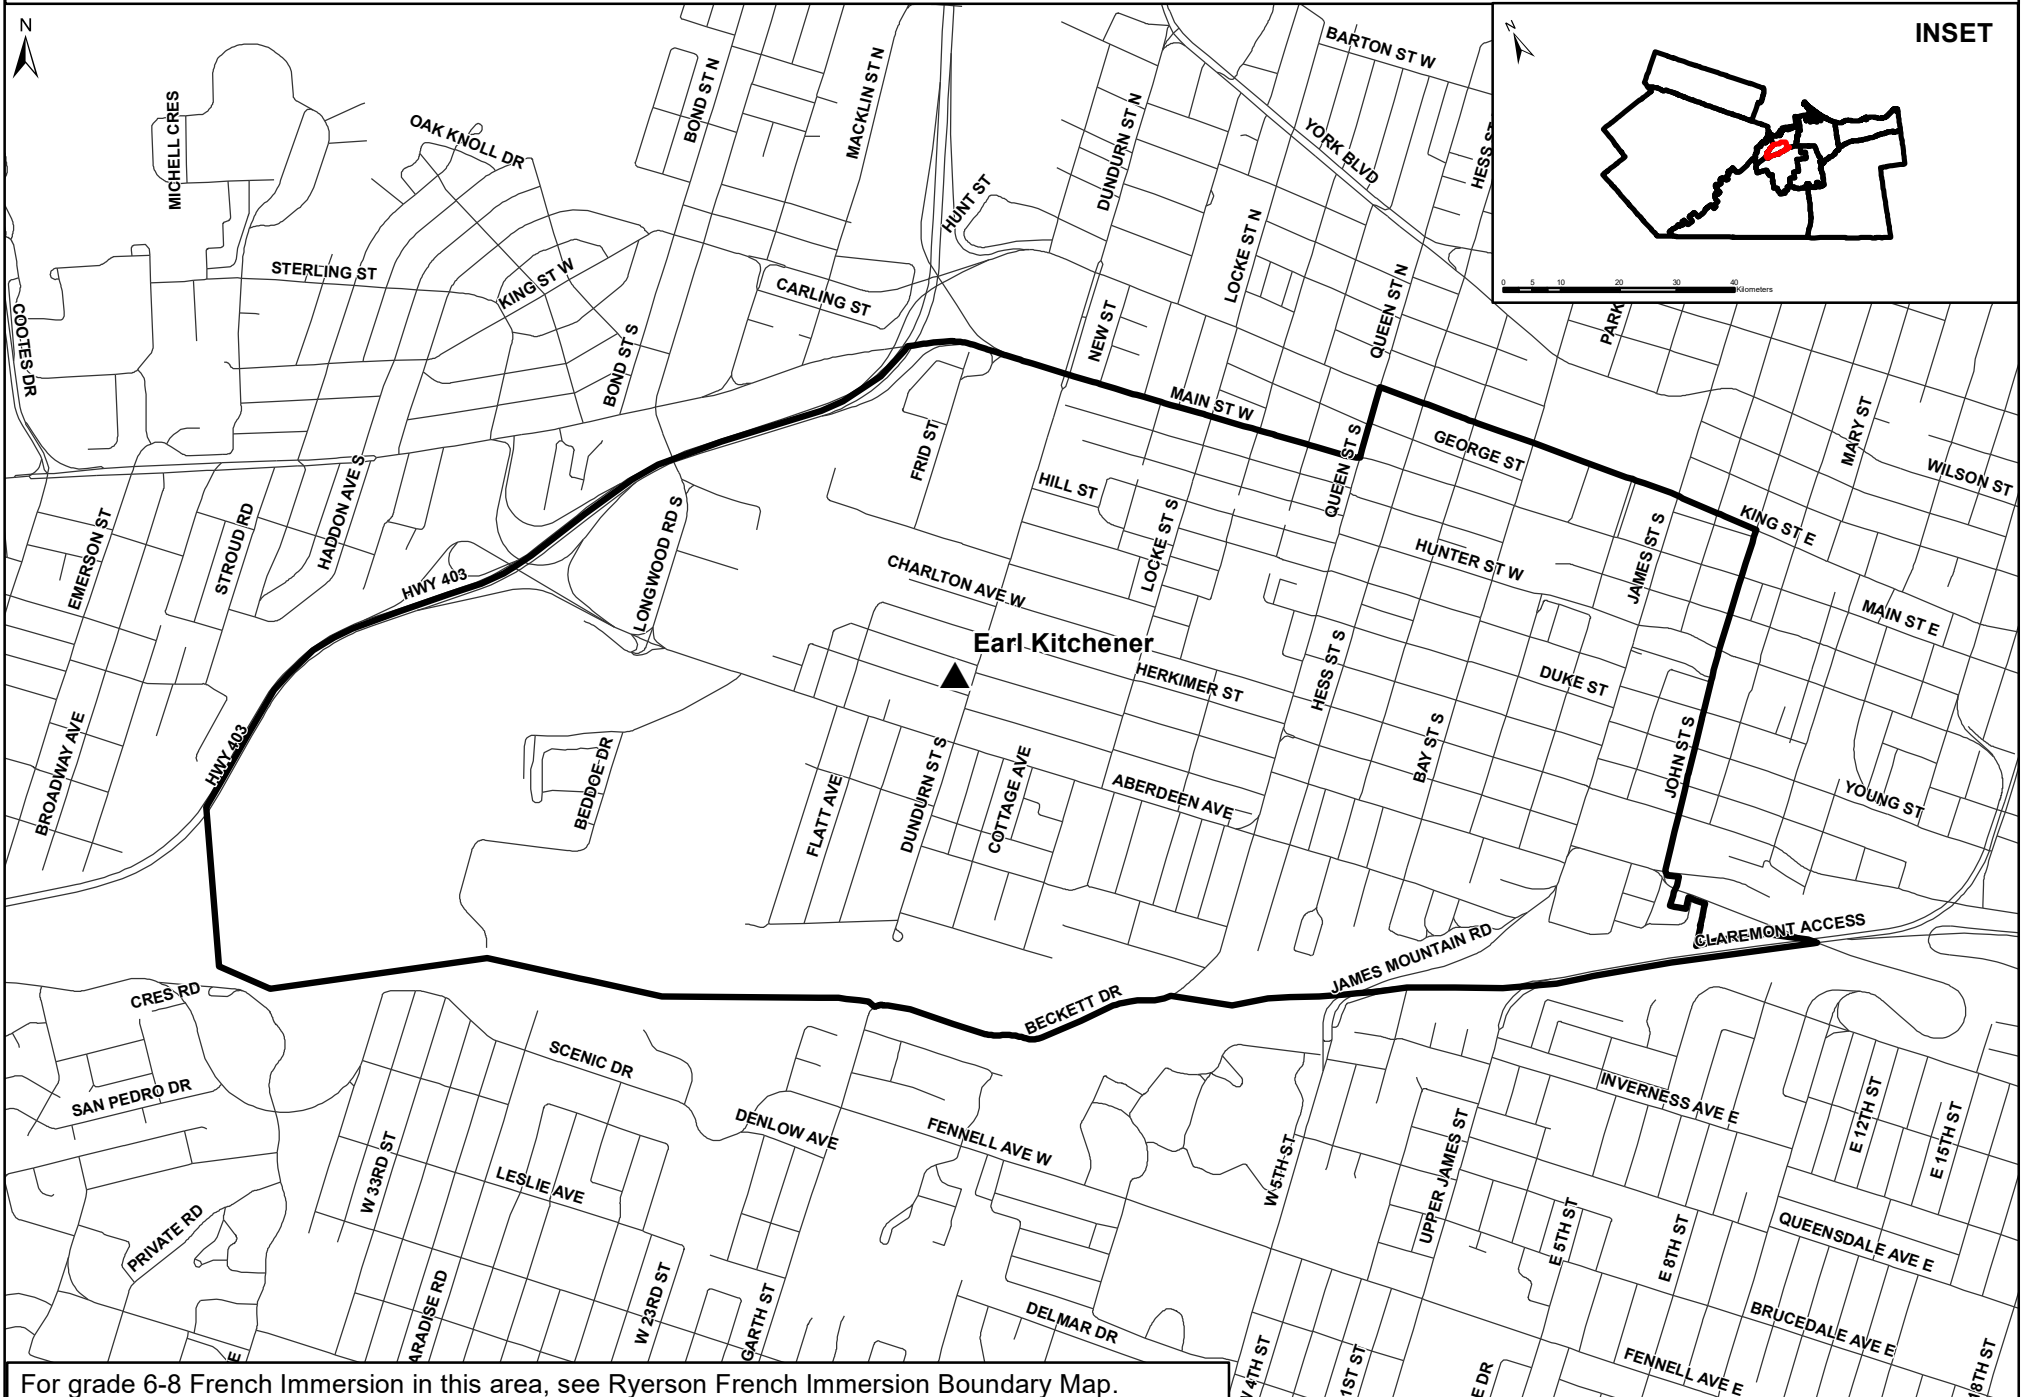 N
INSET
N
0 5 10 20 30 40
Kilometers
BARTON ST W
MICHELL CRES
OAK KNOLL DR
BOND ST N
MACKLIN ST N
DUNDURN ST N
YORK BLVD
HESS ST
HUNT ST
LOCKE ST N
STERLING ST
KING ST W
CARLING ST
QUEEN ST N
NEW ST
PARK
COOTES DR
BOND ST S
MAIN ST W
MARY ST
GEORGE ST
WILSON ST
FRID ST
QUEEN ST S
HILL ST
HADDON AVE S
STROUD RD
EMERSON ST
LONGWOOD RD S
LOCKE ST S
KING ST E
JAMES ST S
HUNTER ST W
HWY 403
CHARLTON AVE W
MAIN ST E
Earl Kitchener
HERKIMER ST
HESS ST S
DUKE ST
HWY 403
BROADWAY AVE
BEDDOE DR
FLATT AVE
DUNDURN ST S
COTTAGE AVE
ABERDEEN AVE
BAY ST S
JOHN ST S
YOUNG ST
CLAREMONT ACCESS
JAMES MOUNTAIN RD
CRES RD
BECKETT DR
SCENIC DR
SAN PEDRO DR
INVERNESS AVE E
DENLOW AVE
FENNELL AVE W
E 12TH ST
E 15TH ST
W 33RD ST
LESLIE AVE
W 5TH ST
UPPER JAMES ST
PRIVATE RD
E 5TH ST
E 8TH ST
QUEENSDALE AVE E
ARADISE RD
W 23RD ST
GARTH ST
DELMAR DR
BRUCEDALE AVE E
FENNELL AVE E
E
4TH ST
1ST ST
E DR
18TH ST
For grade 6-8 French Immersion in this area, see Ryerson French Immersion Boundary Map.